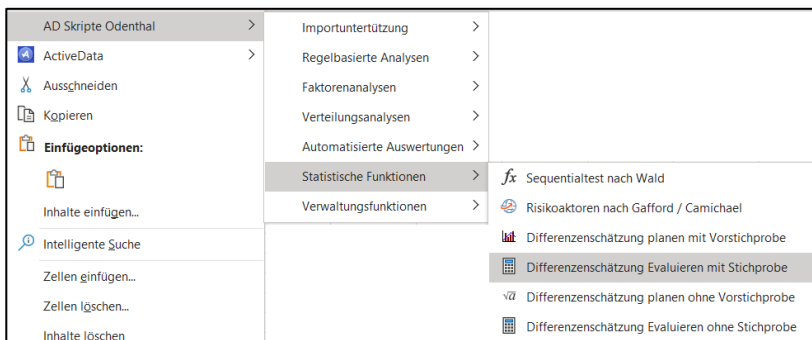 AD Skripte Odenthal
ActiveData
Ausschneiden
Kopieren
Einfügeoptionen:
Inhalte einfügen...
Intelligente Suche
Zellen einfügen...
Zellen löschen...
Inhalte löschen
Importuntertützung
Regelbasierte Analysen
Faktorenanalysen
Verteilungsanalysen
Automatisierte Auswertungen
Statistische Funktionen
Verwaltungsfunktionen
fx Sequentialtest nach Wald
Risikoaktoren nach Gafford / Camichael
Differenzenschätzung planen mit Vorstichprobe
Differenzenschätzung Evaluieren mit Stichprobe
√a Differenzenschätzung planen ohne Vorstichprobe
Differenzenschätzung Evaluieren ohne Stichprobe